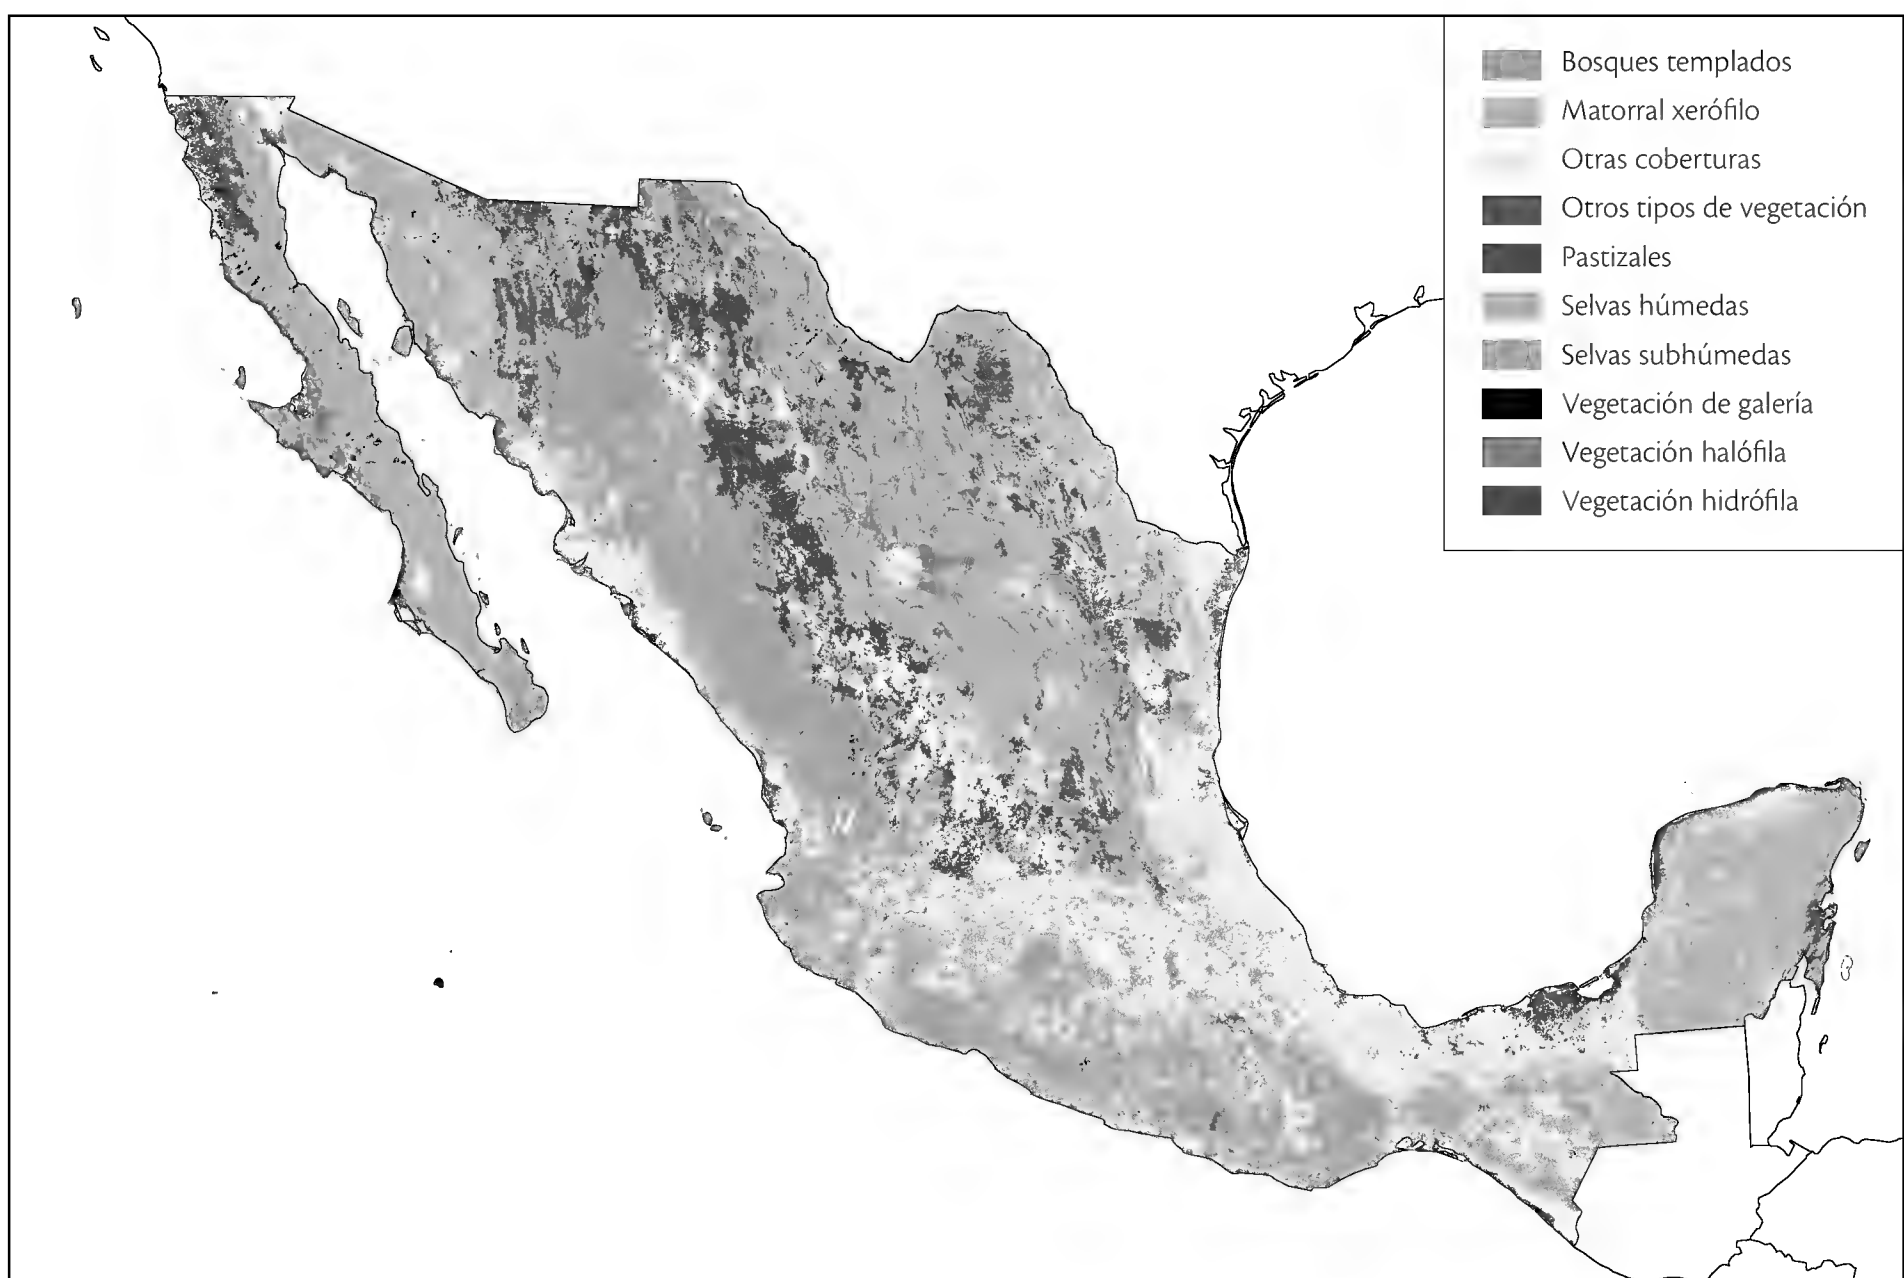 Bosques templados
Matorral xerófilo
Otras coberturas
Otros tipos de vegetación
Pastizales
Selvas húmedas
Selvas subhúmedas
Vegetación de galería
Vegetación halófila
Vegetación hidrófila